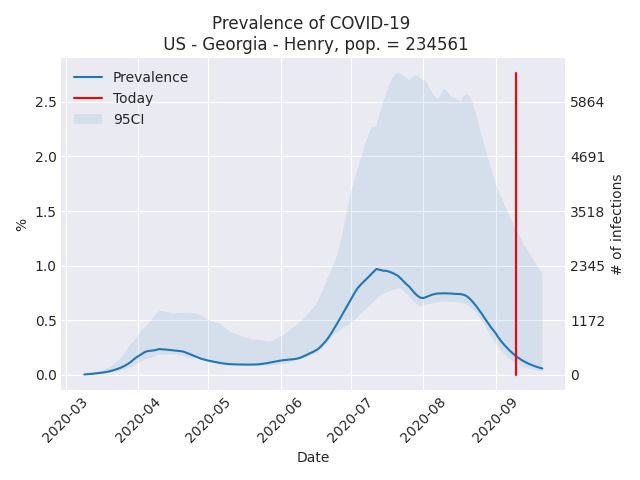 Prevalence of COVID-19
US - Georgia - Henry, pop. = 234561
Prevalence
Today
95CI
2.5
2.0
1.5
1.0
0.5
0.0
%
5864
4691
3518
2345
1172
0
# of infections
2020-03
2020-04
2020-05
2020-06
2020-07
2020-08
2020-09
Date